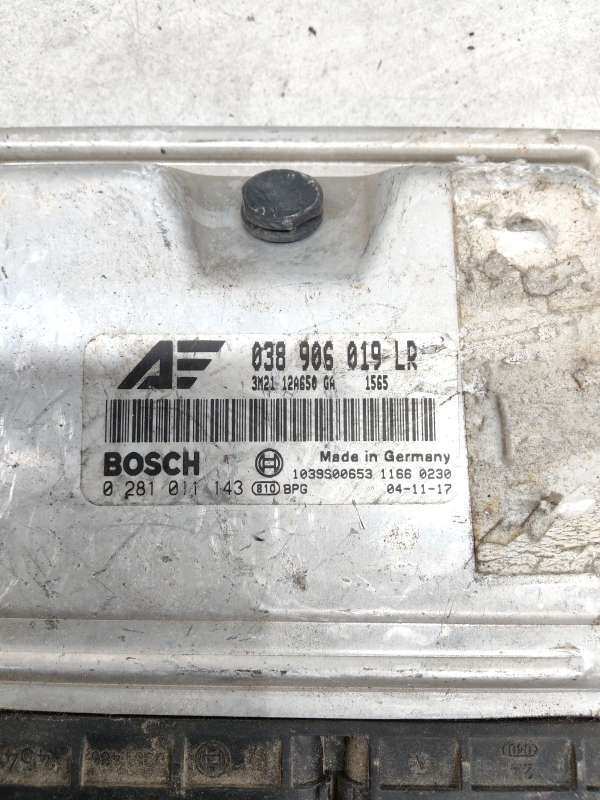 AF 038 906 019 LR
3M21 12A650 GA 1565
BOSCH Made in Germany
1039S00653 1166 0230
0 281 011 143 810 BPG 04-11-17